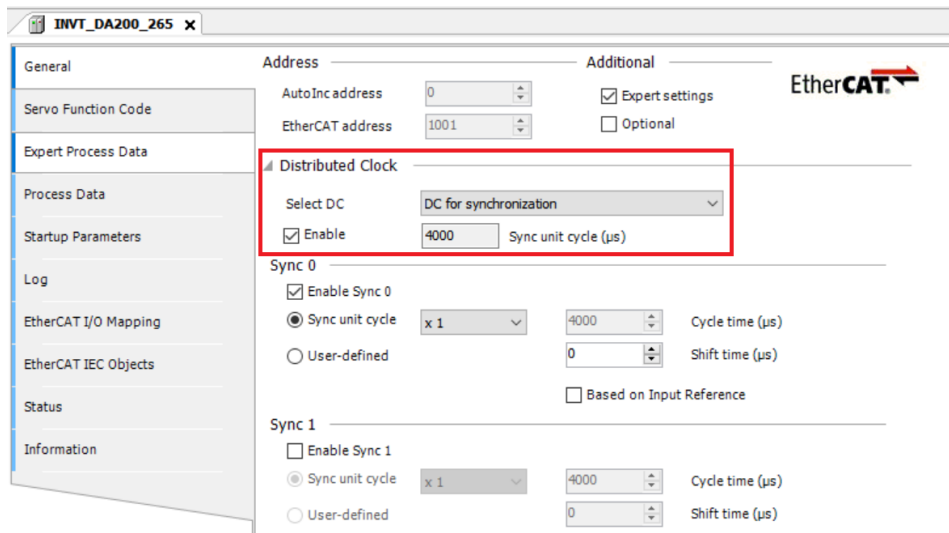 INVT_DA200_265 x
General
Servo Function Code
Expert Process Data
Process Data
Startup Parameters
Log
EtherCAT I/O Mapping
EtherCAT IEC Objects
Status
Information
Address
AutoInc address 0
EtherCAT address 1001
Additional
Expert settings
Optional
EtherCAT.
Distributed Clock
Select DC DC for synchronization
Enable 4000 Sync unit cycle (µs)
Sync 0
Enable Sync 0
Sync unit cycle x 1 4000 Cycle time (µs)
User-defined 0 Shift time (µs)
Based on Input Reference
Sync 1
Enable Sync 1
Sync unit cycle x 1 4000 Cycle time (µs)
User-defined 0 Shift time (µs)